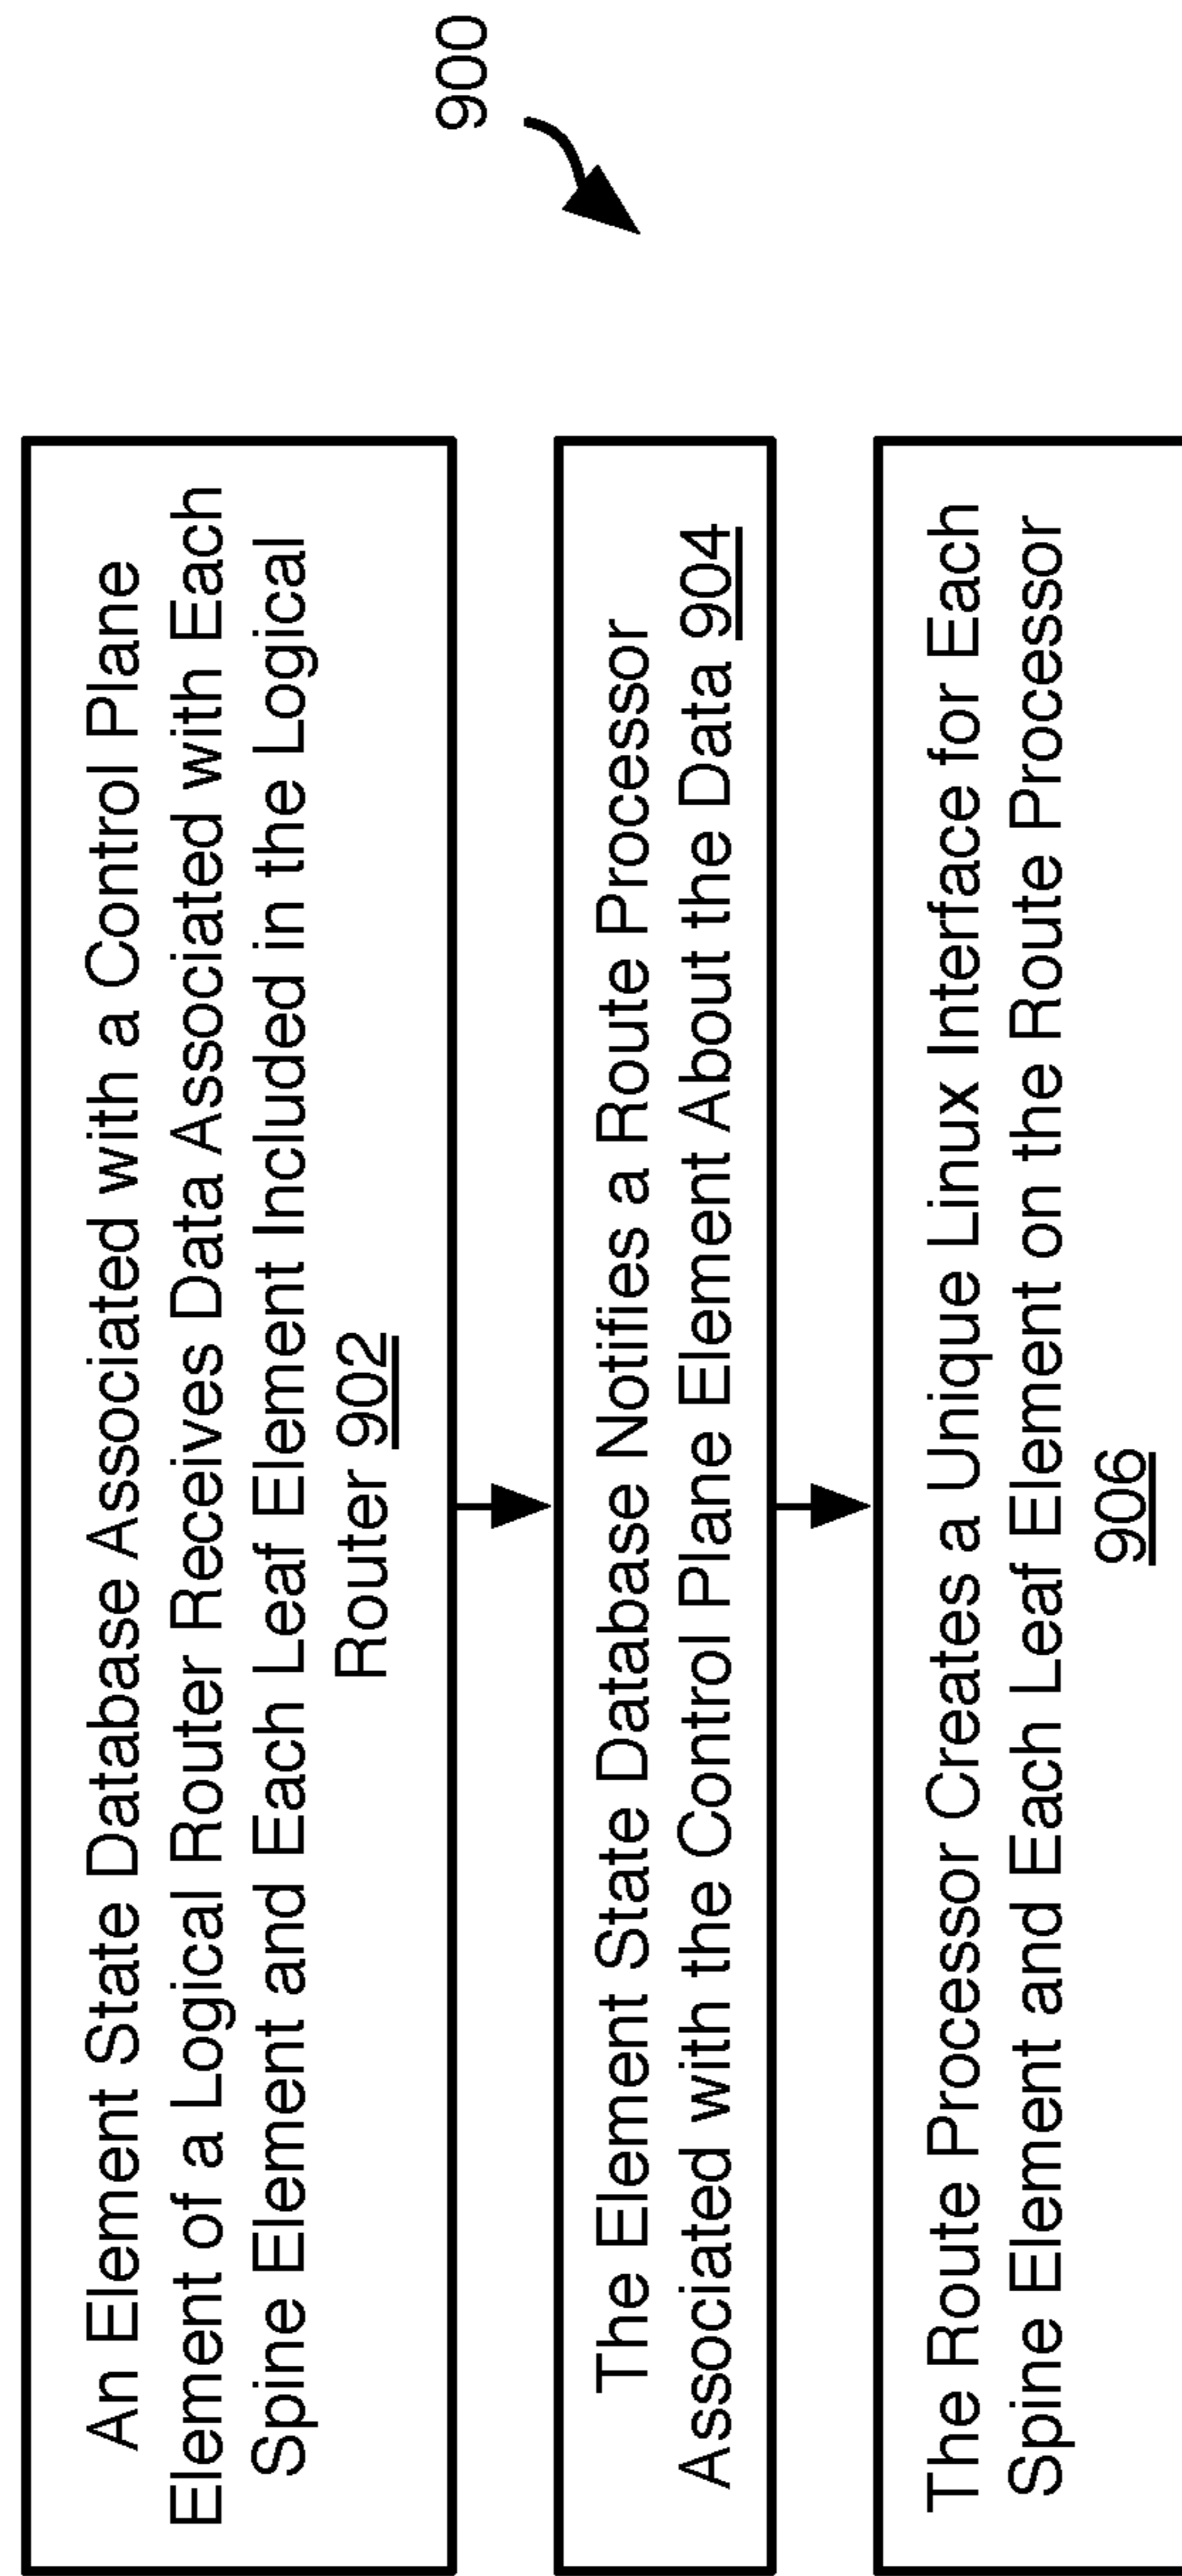 900
An Element State Database Associated with a Control Plane
Element of a Logical Router Receives Data Associated with Each
Spine Element and Each Leaf Element Included in the Logical
Router 902
The Element State Database Notifies a Route Processor
Associated with the Control Plane Element About the Data 904
The Route Processor Creates a Unique Linux Interface for Each
Spine Element and Each Leaf Element on the Route Processor
906